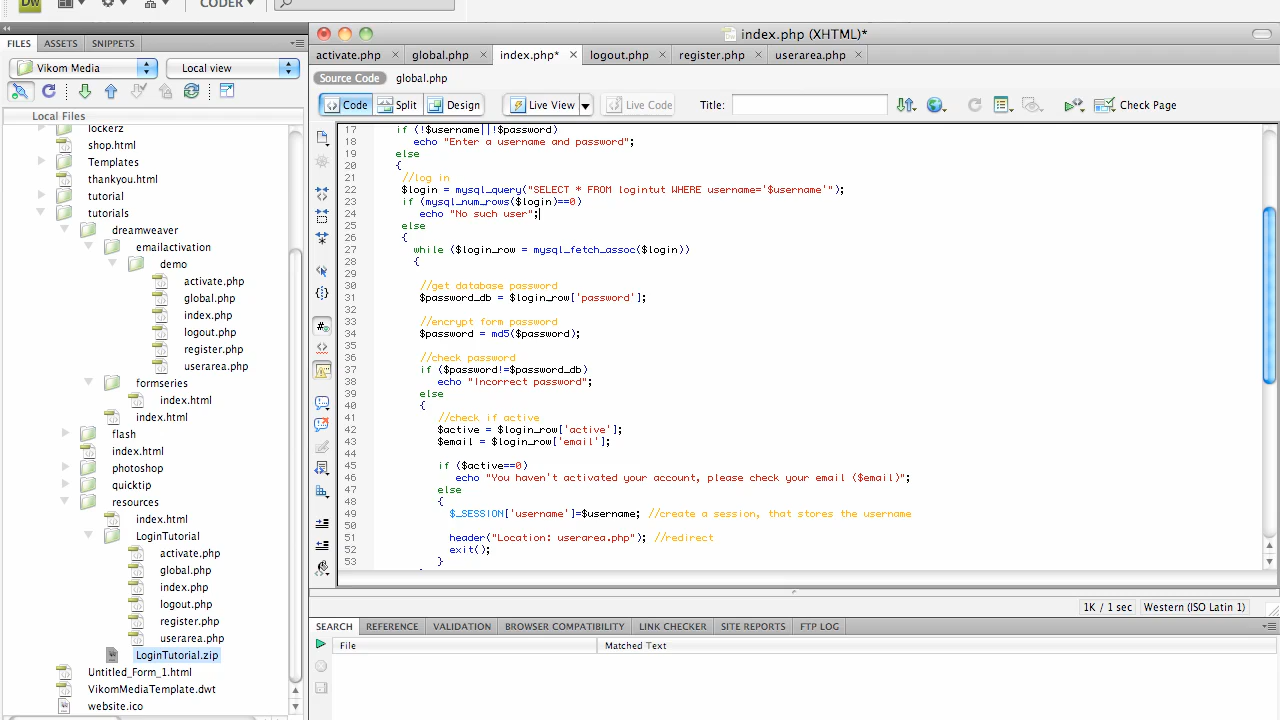 Dw
CODER
FILES ASSETS SNIPPETS
index.php (XHTML)*
activate.php global.php index.php* logout.php register.php userarea.php
Vikom Media Local view
Source Code global.php
Code Split Design Live View Live Code Title: Check Page
Local Files
lockerz
shop.html
Templates
thankyou.html
tutorial
tutorials
dreamweaver
emailactivation
demo
activate.php
global.php
index.php
logout.php
register.php
userarea.php
formseries
index.html
index.html
flash
index.html
photoshop
quicktip
resources
index.html
LoginTutorial
activate.php
global.php
index.php
logout.php
register.php
userarea.php
LoginTutorial.zip
Untitled_Form_1.html
VikomMediaTemplate.dwt
website.ico
17 if (!$username||!$password)
18 echo "Enter a username and password";
19 else
20 {
21 //log in
22 $login = mysql_query("SELECT * FROM logintut WHERE username='$username'");
23 if (mysql_num_rows($login)==0)
24 echo "No such user";
25 else
26 {
27 while ($login_row = mysql_fetch_assoc($login))
28 {
29
30 //get database password
31 $password_db = $login_row['password'];
32
33 //encrypt form password
34 $password = md5($password);
35
36 //check password
37 if ($password!=$password_db)
38 echo "Incorrect password";
39 else
40 {
41 //check if active
42 $active = $login_row['active'];
43 $email = $login_row['email'];
44
45 if ($active==0)
46 echo "You haven't activated your account, please check your email ($email)";
47 else
48 {
49 $_SESSION['username']=$username; //create a session, that stores the username
50
51 header("Location: userarea.php"); //redirect
52 exit();
53 }
1K / 1 sec Western (ISO Latin 1)
SEARCH REFERENCE VALIDATION BROWSER COMPATIBILITY LINK CHECKER SITE REPORTS FTP LOG
File Matched Text